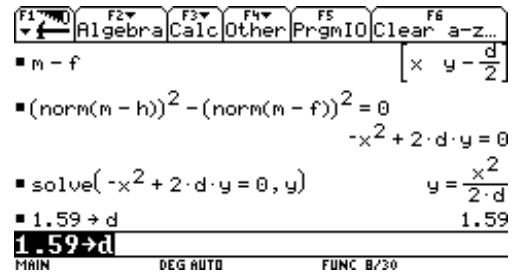 F1 F2▼ F3▼ F4▼ F5 F6
Algebra Calc Other PrgmIO Clear a-z…
■ m − f [x y − d/2]
■ (norm(m − h))² − (norm(m − f))² = 0
-x² + 2·d·y = 0
■ solve(-x² + 2·d·y = 0, y) y = x²/(2·d)
■ 1.59 → d 1.59
1.59→d
MAIN DEG AUTO FUNC 8/30